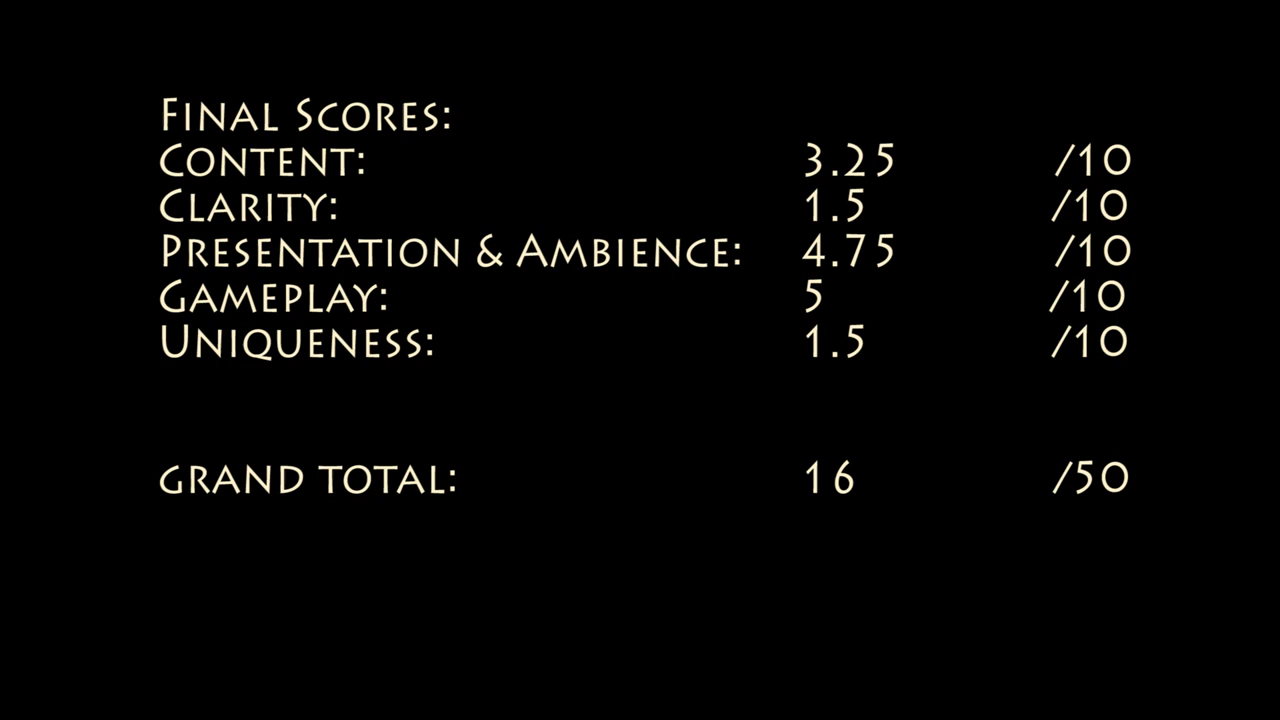 Final Scores:
Content: 3.25 /10
Clarity: 1.5 /10
Presentation & Ambience: 4.75 /10
Gameplay: 5 /10
Uniqueness: 1.5 /10
grand total: 16 /50